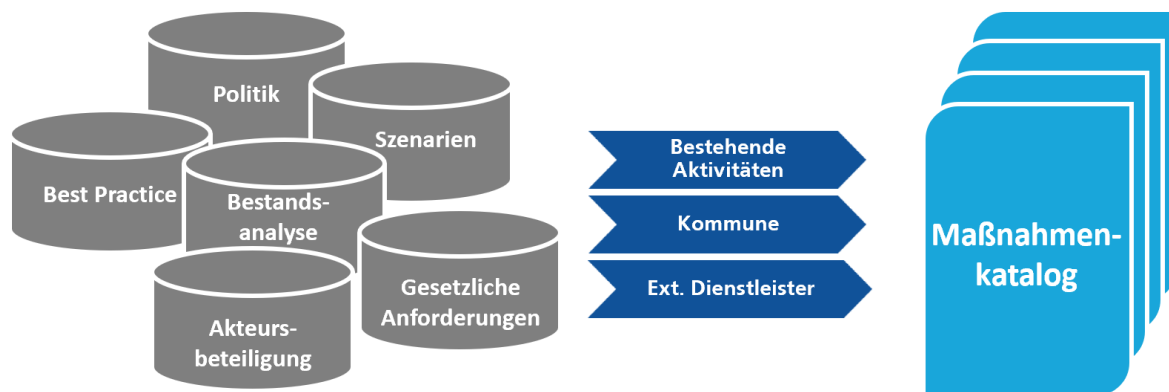 Politik
Szenarien
Best Practice
Bestands-
analyse
Gesetzliche
Anforderungen
Akteurs-
beteiligung
Bestehende
Aktivitäten
Kommune
Ext. Dienstleister
Maßnahmen-
katalog